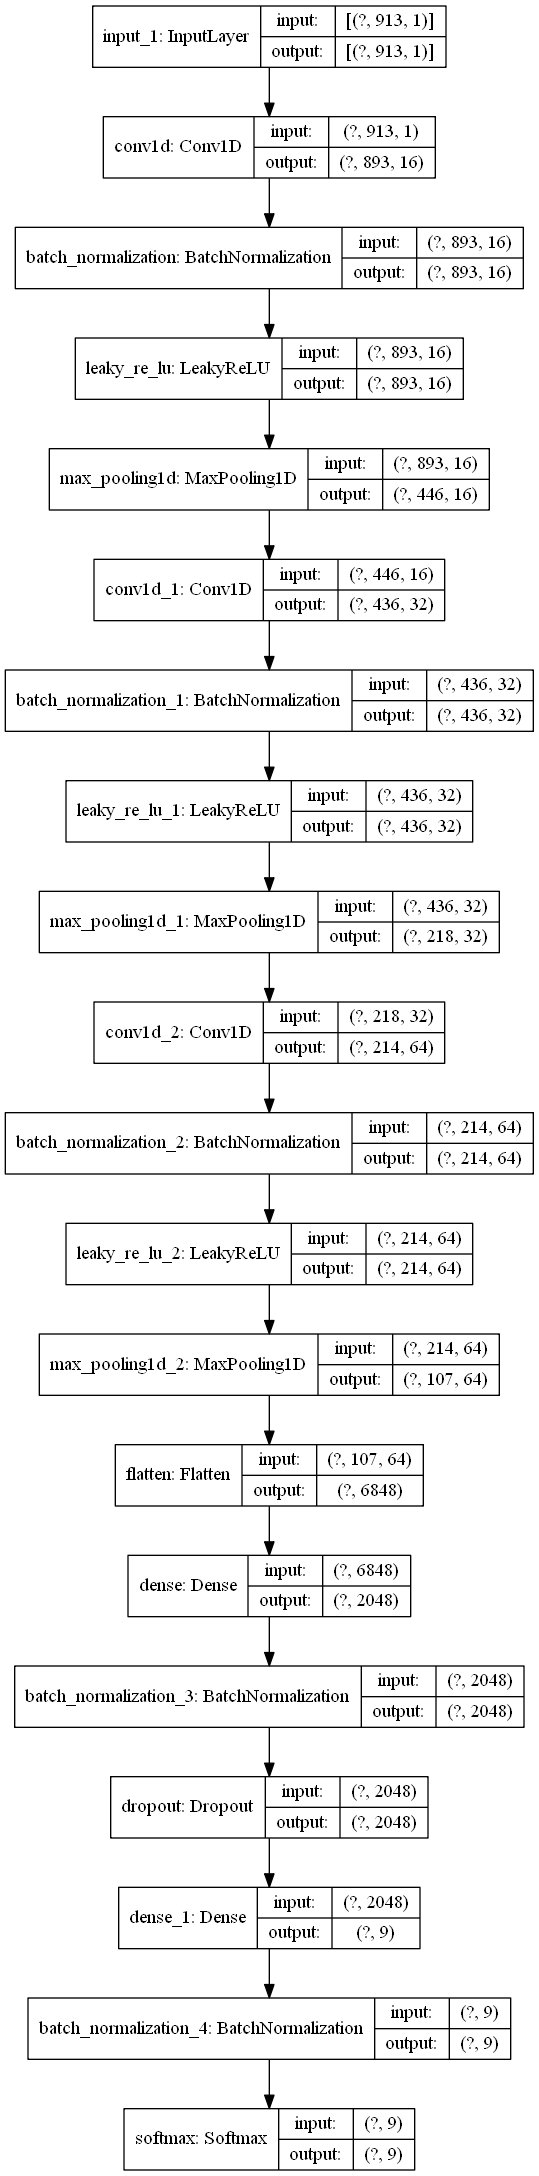 input_1: InputLayer
input: [(?, 913, 1)]
output: [(?, 913, 1)]
conv1d: Conv1D
input: (?, 913, 1)
output: (?, 893, 16)
batch_normalization: BatchNormalization
input: (?, 893, 16)
output: (?, 893, 16)
leaky_re_lu: LeakyReLU
input: (?, 893, 16)
output: (?, 893, 16)
max_pooling1d: MaxPooling1D
input: (?, 893, 16)
output: (?, 446, 16)
conv1d_1: Conv1D
input: (?, 446, 16)
output: (?, 436, 32)
batch_normalization_1: BatchNormalization
input: (?, 436, 32)
output: (?, 436, 32)
leaky_re_lu_1: LeakyReLU
input: (?, 436, 32)
output: (?, 436, 32)
max_pooling1d_1: MaxPooling1D
input: (?, 436, 32)
output: (?, 218, 32)
conv1d_2: Conv1D
input: (?, 218, 32)
output: (?, 214, 64)
batch_normalization_2: BatchNormalization
input: (?, 214, 64)
output: (?, 214, 64)
leaky_re_lu_2: LeakyReLU
input: (?, 214, 64)
output: (?, 214, 64)
max_pooling1d_2: MaxPooling1D
input: (?, 214, 64)
output: (?, 107, 64)
flatten: Flatten
input: (?, 107, 64)
output: (?, 6848)
dense: Dense
input: (?, 6848)
output: (?, 2048)
batch_normalization_3: BatchNormalization
input: (?, 2048)
output: (?, 2048)
dropout: Dropout
input: (?, 2048)
output: (?, 2048)
dense_1: Dense
input: (?, 2048)
output: (?, 9)
batch_normalization_4: BatchNormalization
input: (?, 9)
output: (?, 9)
softmax: Softmax
input: (?, 9)
output: (?, 9)